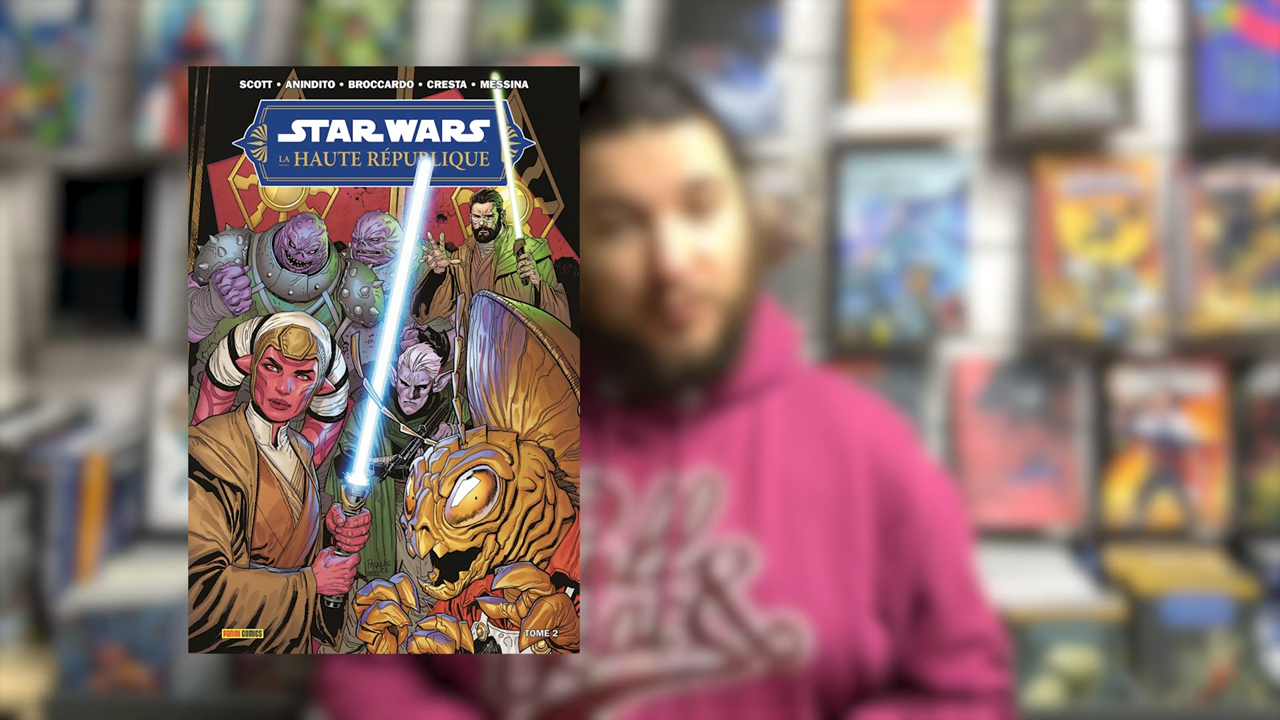 SCOTT • ANINDITO • BROCCARDO • CRESTA • MESSINA
STAR WARS
LA HAUTE RÉPUBLIQUE
PANINI COMICS
TOME 2